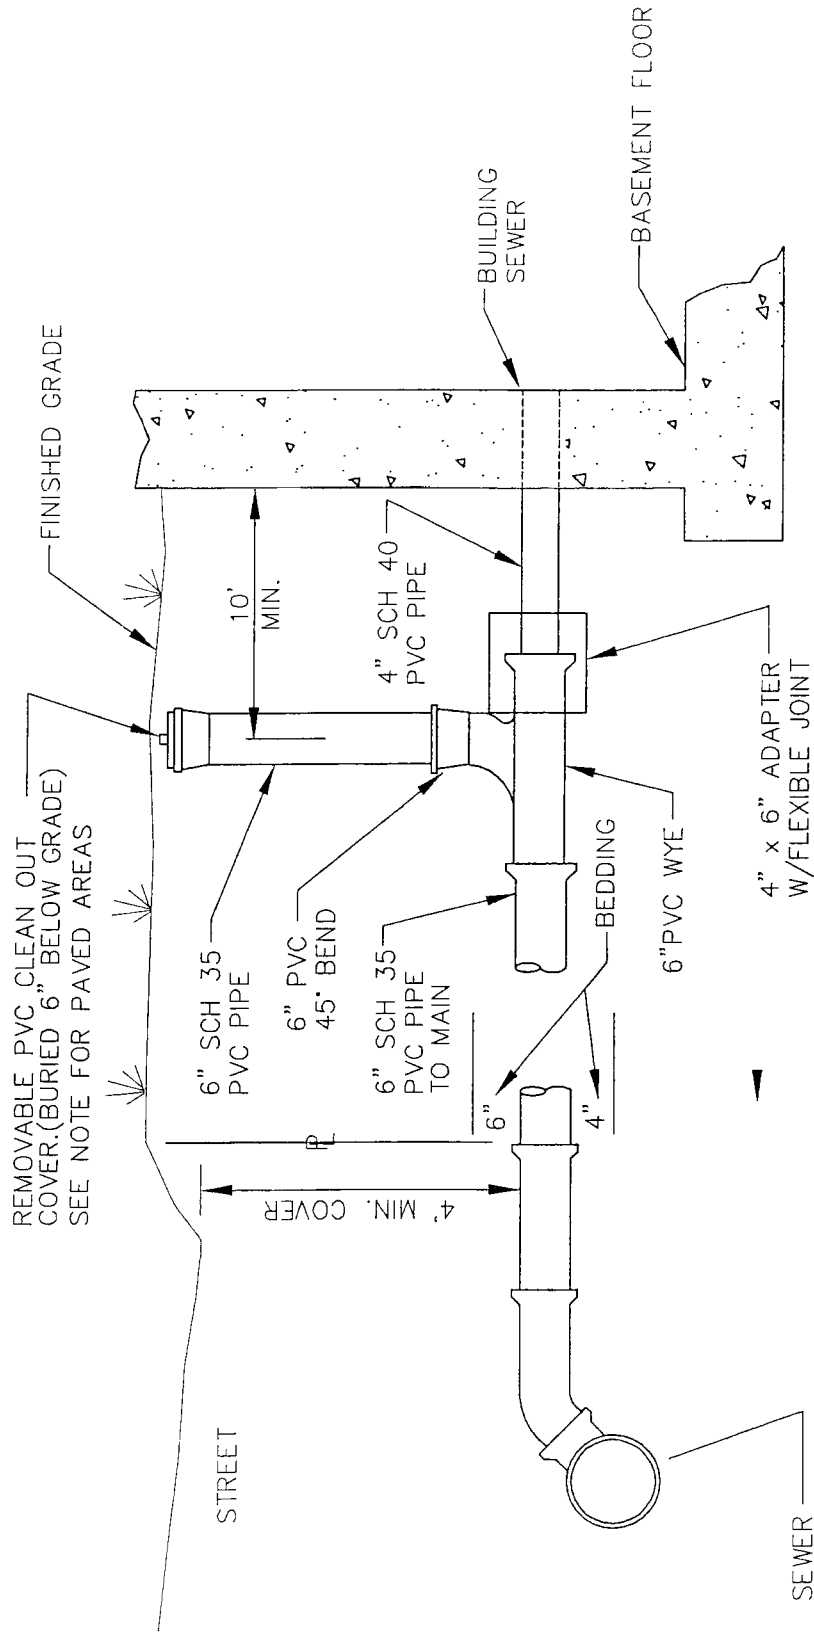 REMOVABLE PVC CLEAN OUT
COVER.(BURIED 6" BELOW GRADE)
SEE NOTE FOR PAVED AREAS
FINISHED GRADE
STREET
6" SCH 35
PVC PIPE
10'
MIN.
6" PVC
45° BEND
4" SCH 40
PVC PIPE
BUILDING
SEWER
PL
4' MIN. COVER
6" SCH 35
PVC PIPE
TO MAIN
6"
4"
BEDDING
6"PVC WYE
BASEMENT FLOOR
4" x 6" ADAPTER
W/FLEXIBLE JOINT
SEWER